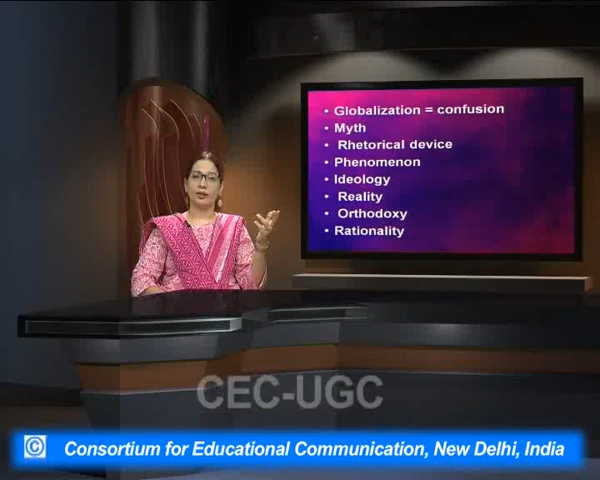 • Globalization = confusion
• Myth
• Rhetorical device
• Phenomenon
• Ideology
• Reality
• Orthodoxy
• Rationality
CEC-UGC
© Consortium for Educational Communication, New Delhi, India